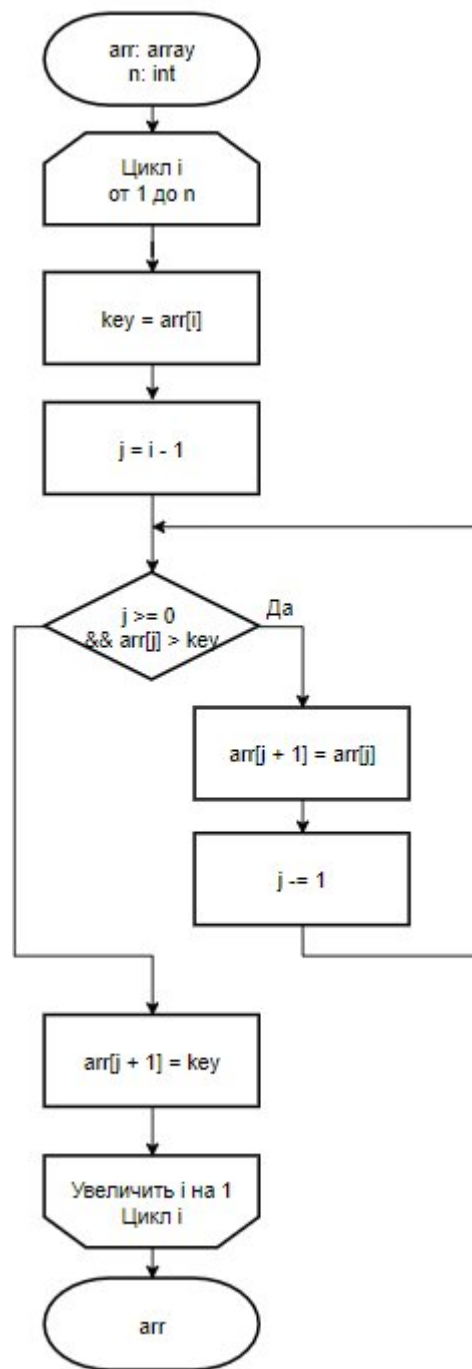 arr: array
n: int
Цикл i
от 1 до n
key = arr[i]
j = i - 1
j >= 0
&& arr[j] > key
Да
arr[j + 1] = arr[j]
j -= 1
arr[j + 1] = key
Увеличить i на 1
Цикл i
arr